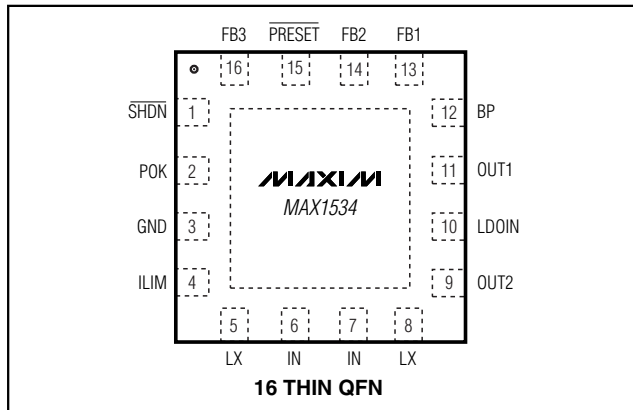 FB3 PRESET FB2 FB1
16 15 14 13
SHDN 1 12 BP
POK 2 11 OUT1
MAXIM
MAX1534
GND 3 10 LDOIN
ILIM 4 9 OUT2
5 6 7 8
LX IN IN LX
16 THIN QFN